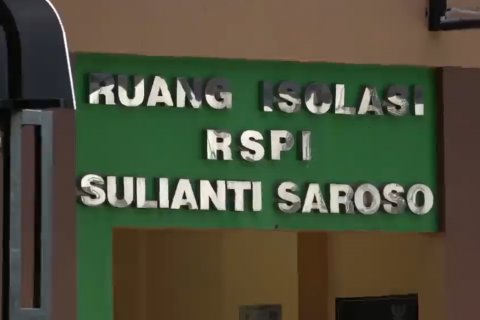 RUANG ISOLASI
RSPI
SULIANTI SAROSO